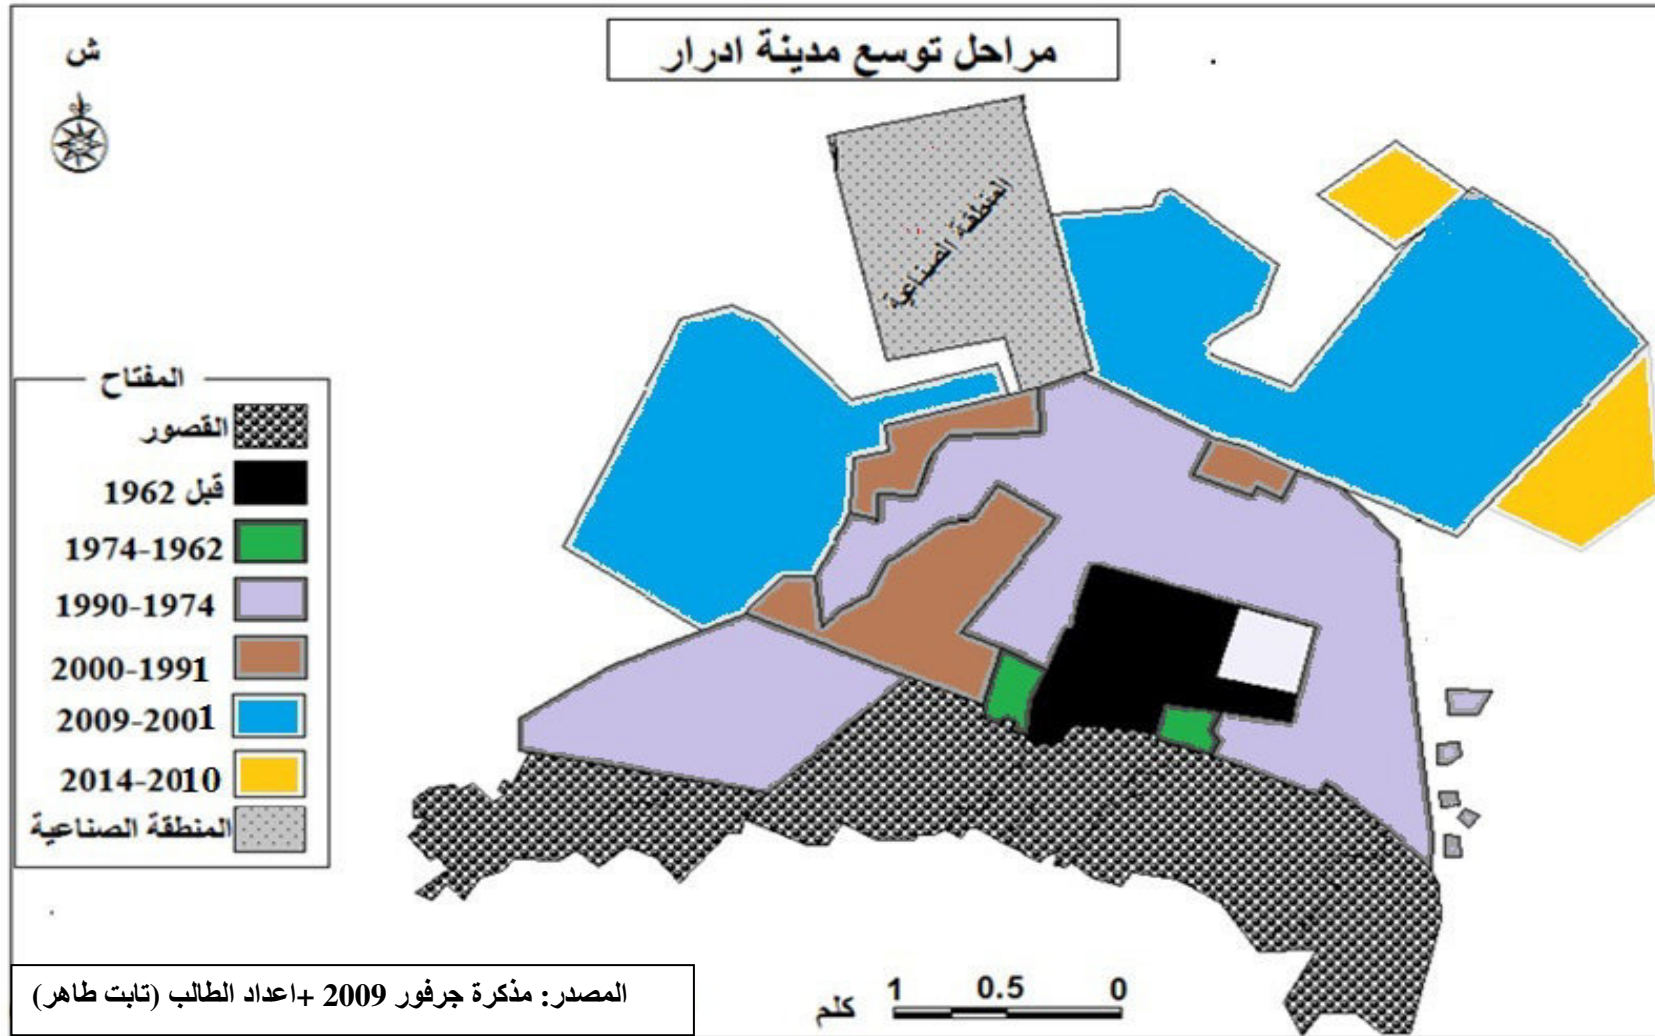 مراحل توسع مدينة ادرار
ش
المنطقة الصناعية
المفتاح
القصور
قبل 1962
1974-1962
1990-1974
2000-1991
2009-2001
2014-2010
المنطقة الصناعية
1 0.5 0
كلم
المصدر: مذكرة جرفور 2009 +اعداد الطالب (تابت طاهر)